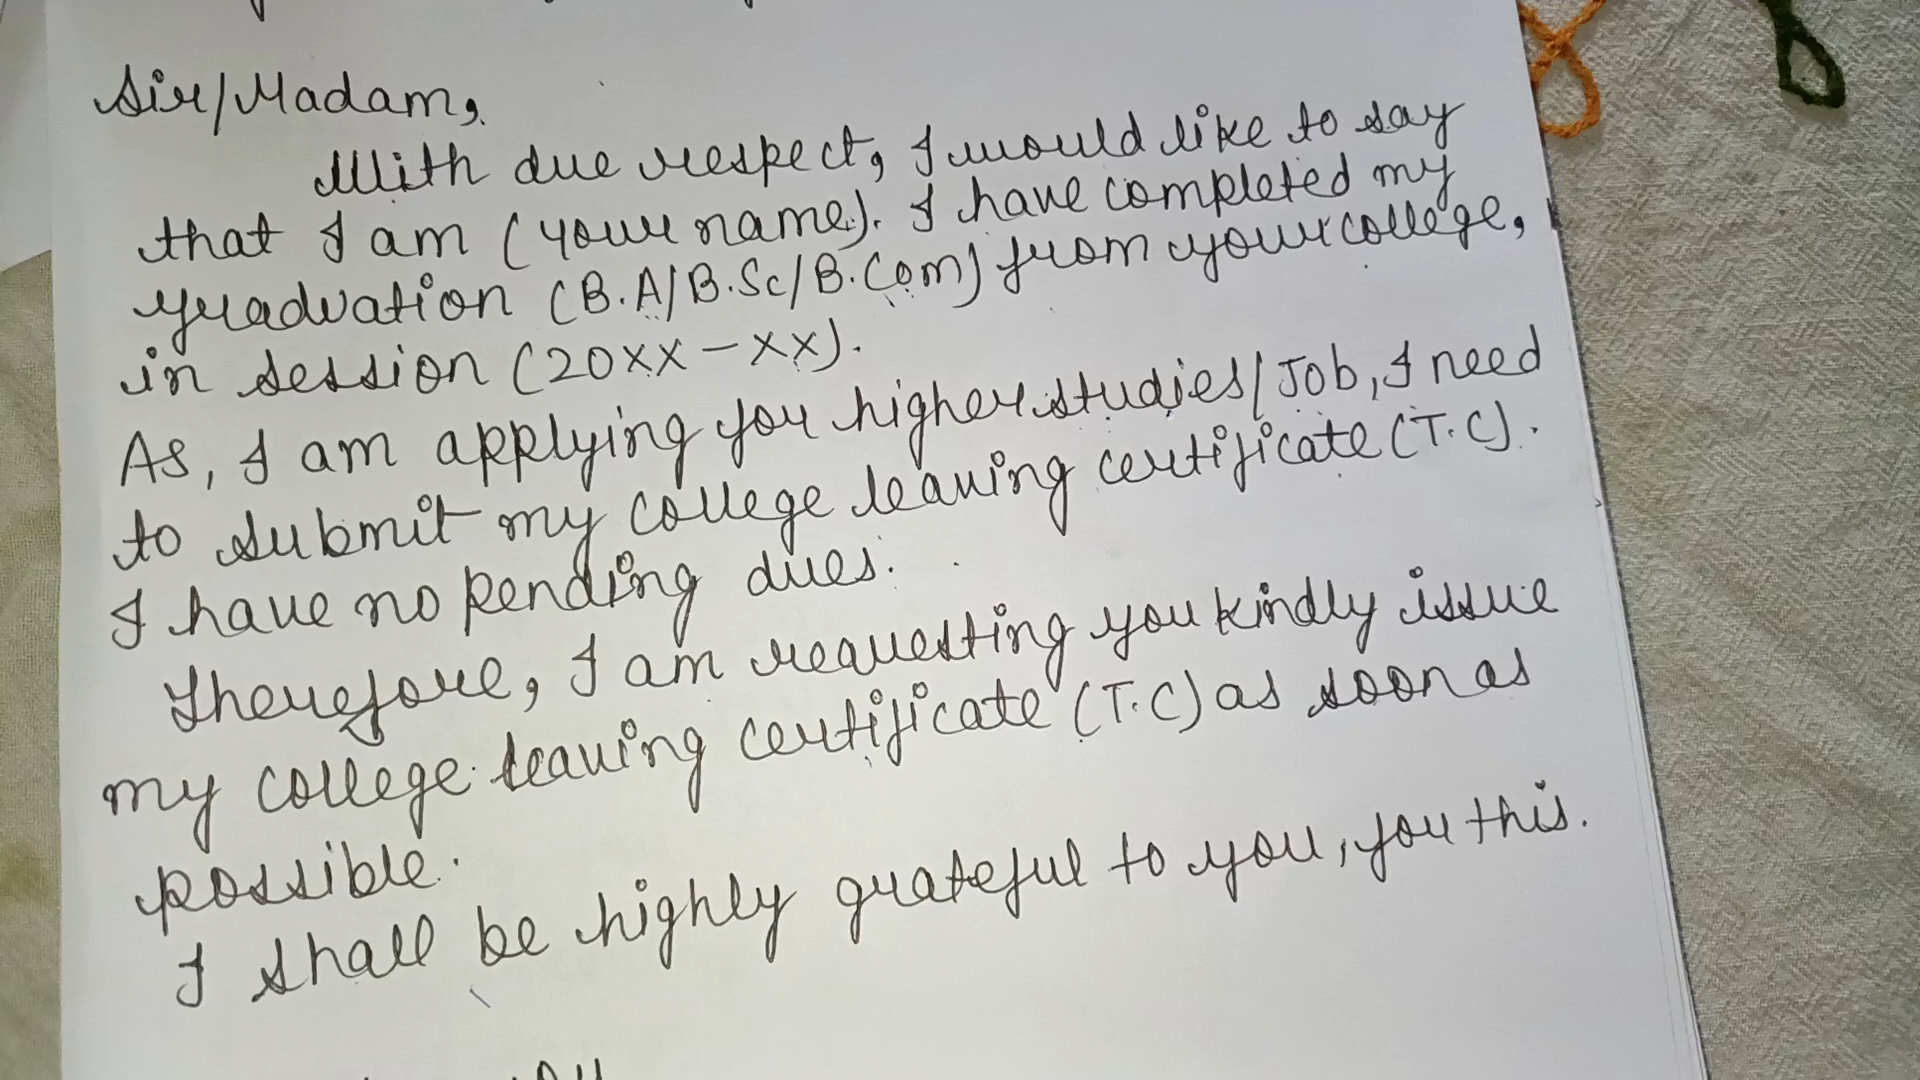 Sir/Madam,
With due respect, I would like to say
that I am (your name). I have completed my
graduation (B.A/B.Sc/B.Com) from your college,
in session (20XX-XX).
As, I am applying for higher studies/Job, I need
to submit my college leaving certificate (T.C).
I have no pending dues.
Therefore, I am requesting you kindly issue
my college leaving certificate (T.C) as soon as
possible.
I shall be highly grateful to you, for this.